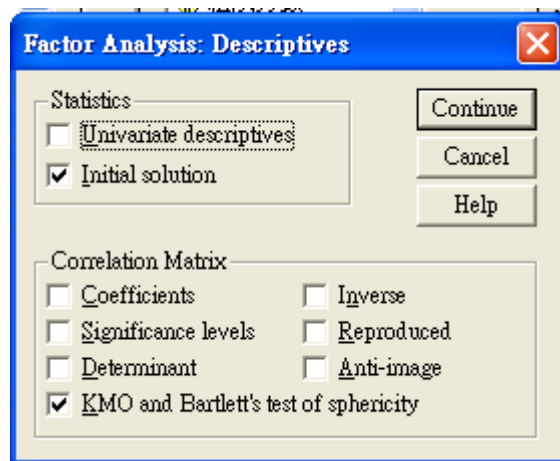 Factor Analysis: Descriptives
Statistics
Univariate descriptives
Initial solution
Continue
Cancel
Help
Correlation Matrix
Coefficients
Inverse
Significance levels
Reproduced
Determinant
Anti-image
KMO and Bartlett's test of sphericity